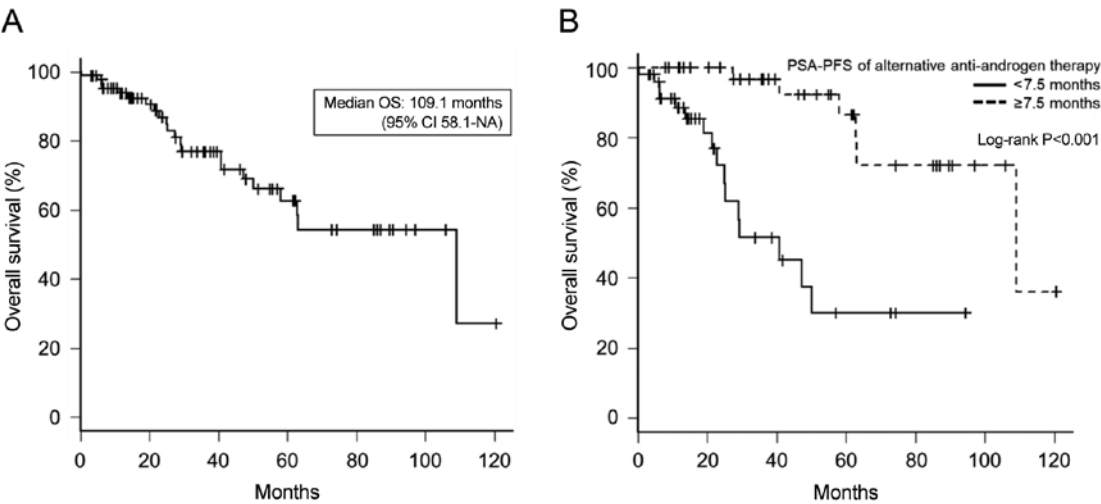 A
Overall survival (%)
100
80
60
40
20
0
Median OS: 109.1 months
(95% CI 58.1-NA)
0 20 40 60 80 100 120
Months
B
Overall survival (%)
100
80
60
40
20
0
PSA-PFS of alternative anti-androgen therapy
<7.5 months
≥7.5 months
Log-rank P<0.001
0 20 40 60 80 100 120
Months